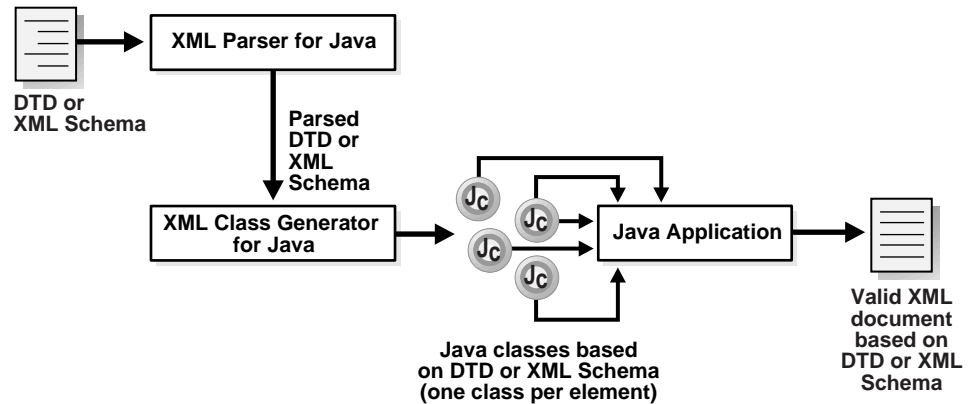 XML Parser for Java
DTD or
XML Schema
Parsed
DTD or
XML
Schema
Jc
Jc
Jc
Jc
XML Class Generator
for Java
Java Application
Java classes based
on DTD or XML Schema
(one class per element)
Valid XML
document
based on
DTD or XML
Schema